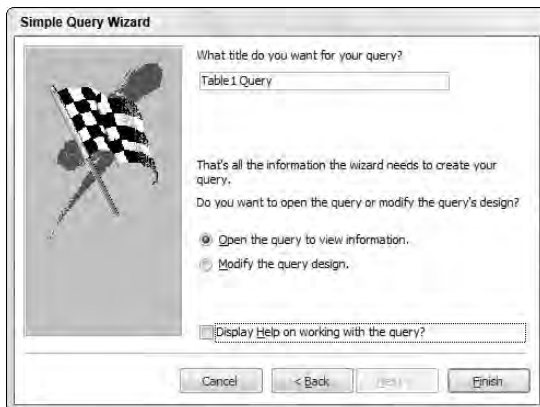 Simple Query Wizard
What title do you want for your query?
Table1 Query
That's all the information the wizard needs to create your
query.
Do you want to open the query or modify the query's design?
Open the query to view information.
Modify the query design.
Display Help on working with the query?
Cancel
< Back
Next >
Finish